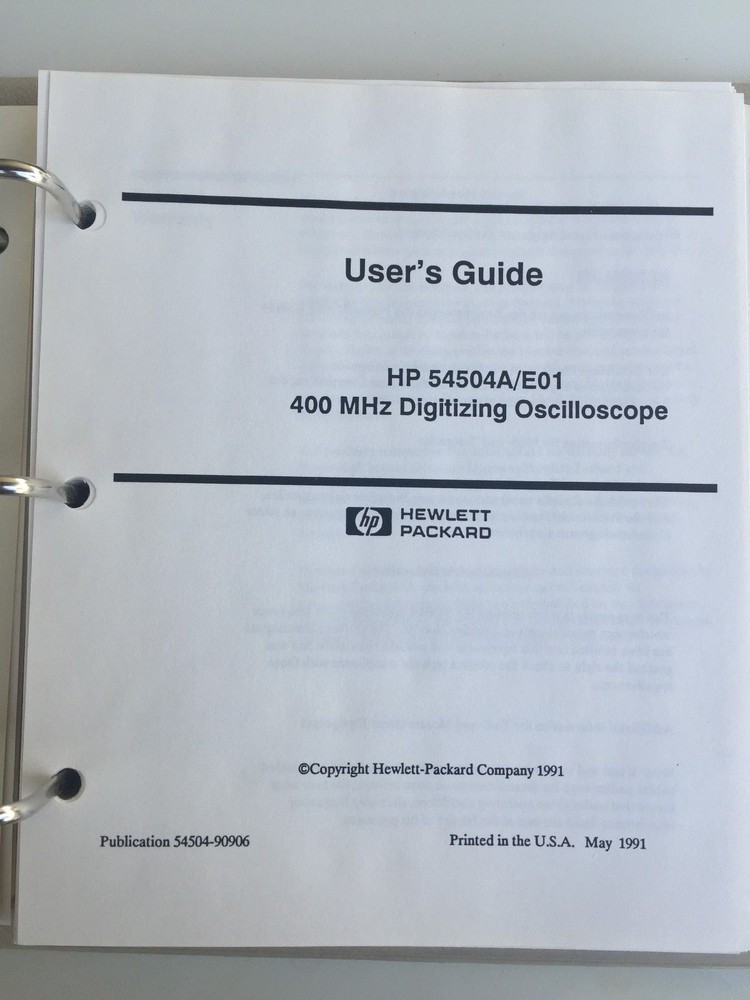 User's Guide
HP 54504A/E01
400 MHz Digitizing Oscilloscope
hp HEWLETT
PACKARD
©Copyright Hewlett-Packard Company 1991
Publication 54504-90906 Printed in the U.S.A. May 1991